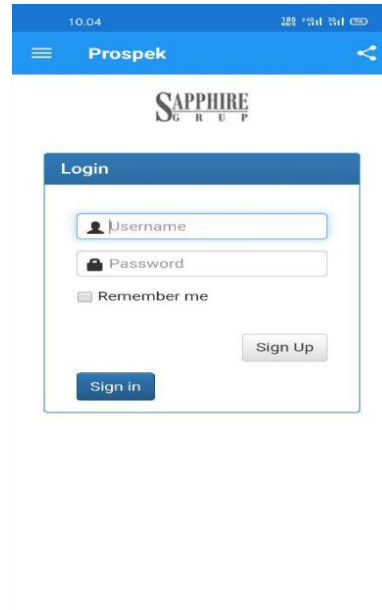 10.04
Prospek
SAPPHIRE
G R U P
Login
Username
Password
Remember me
Sign Up
Sign in